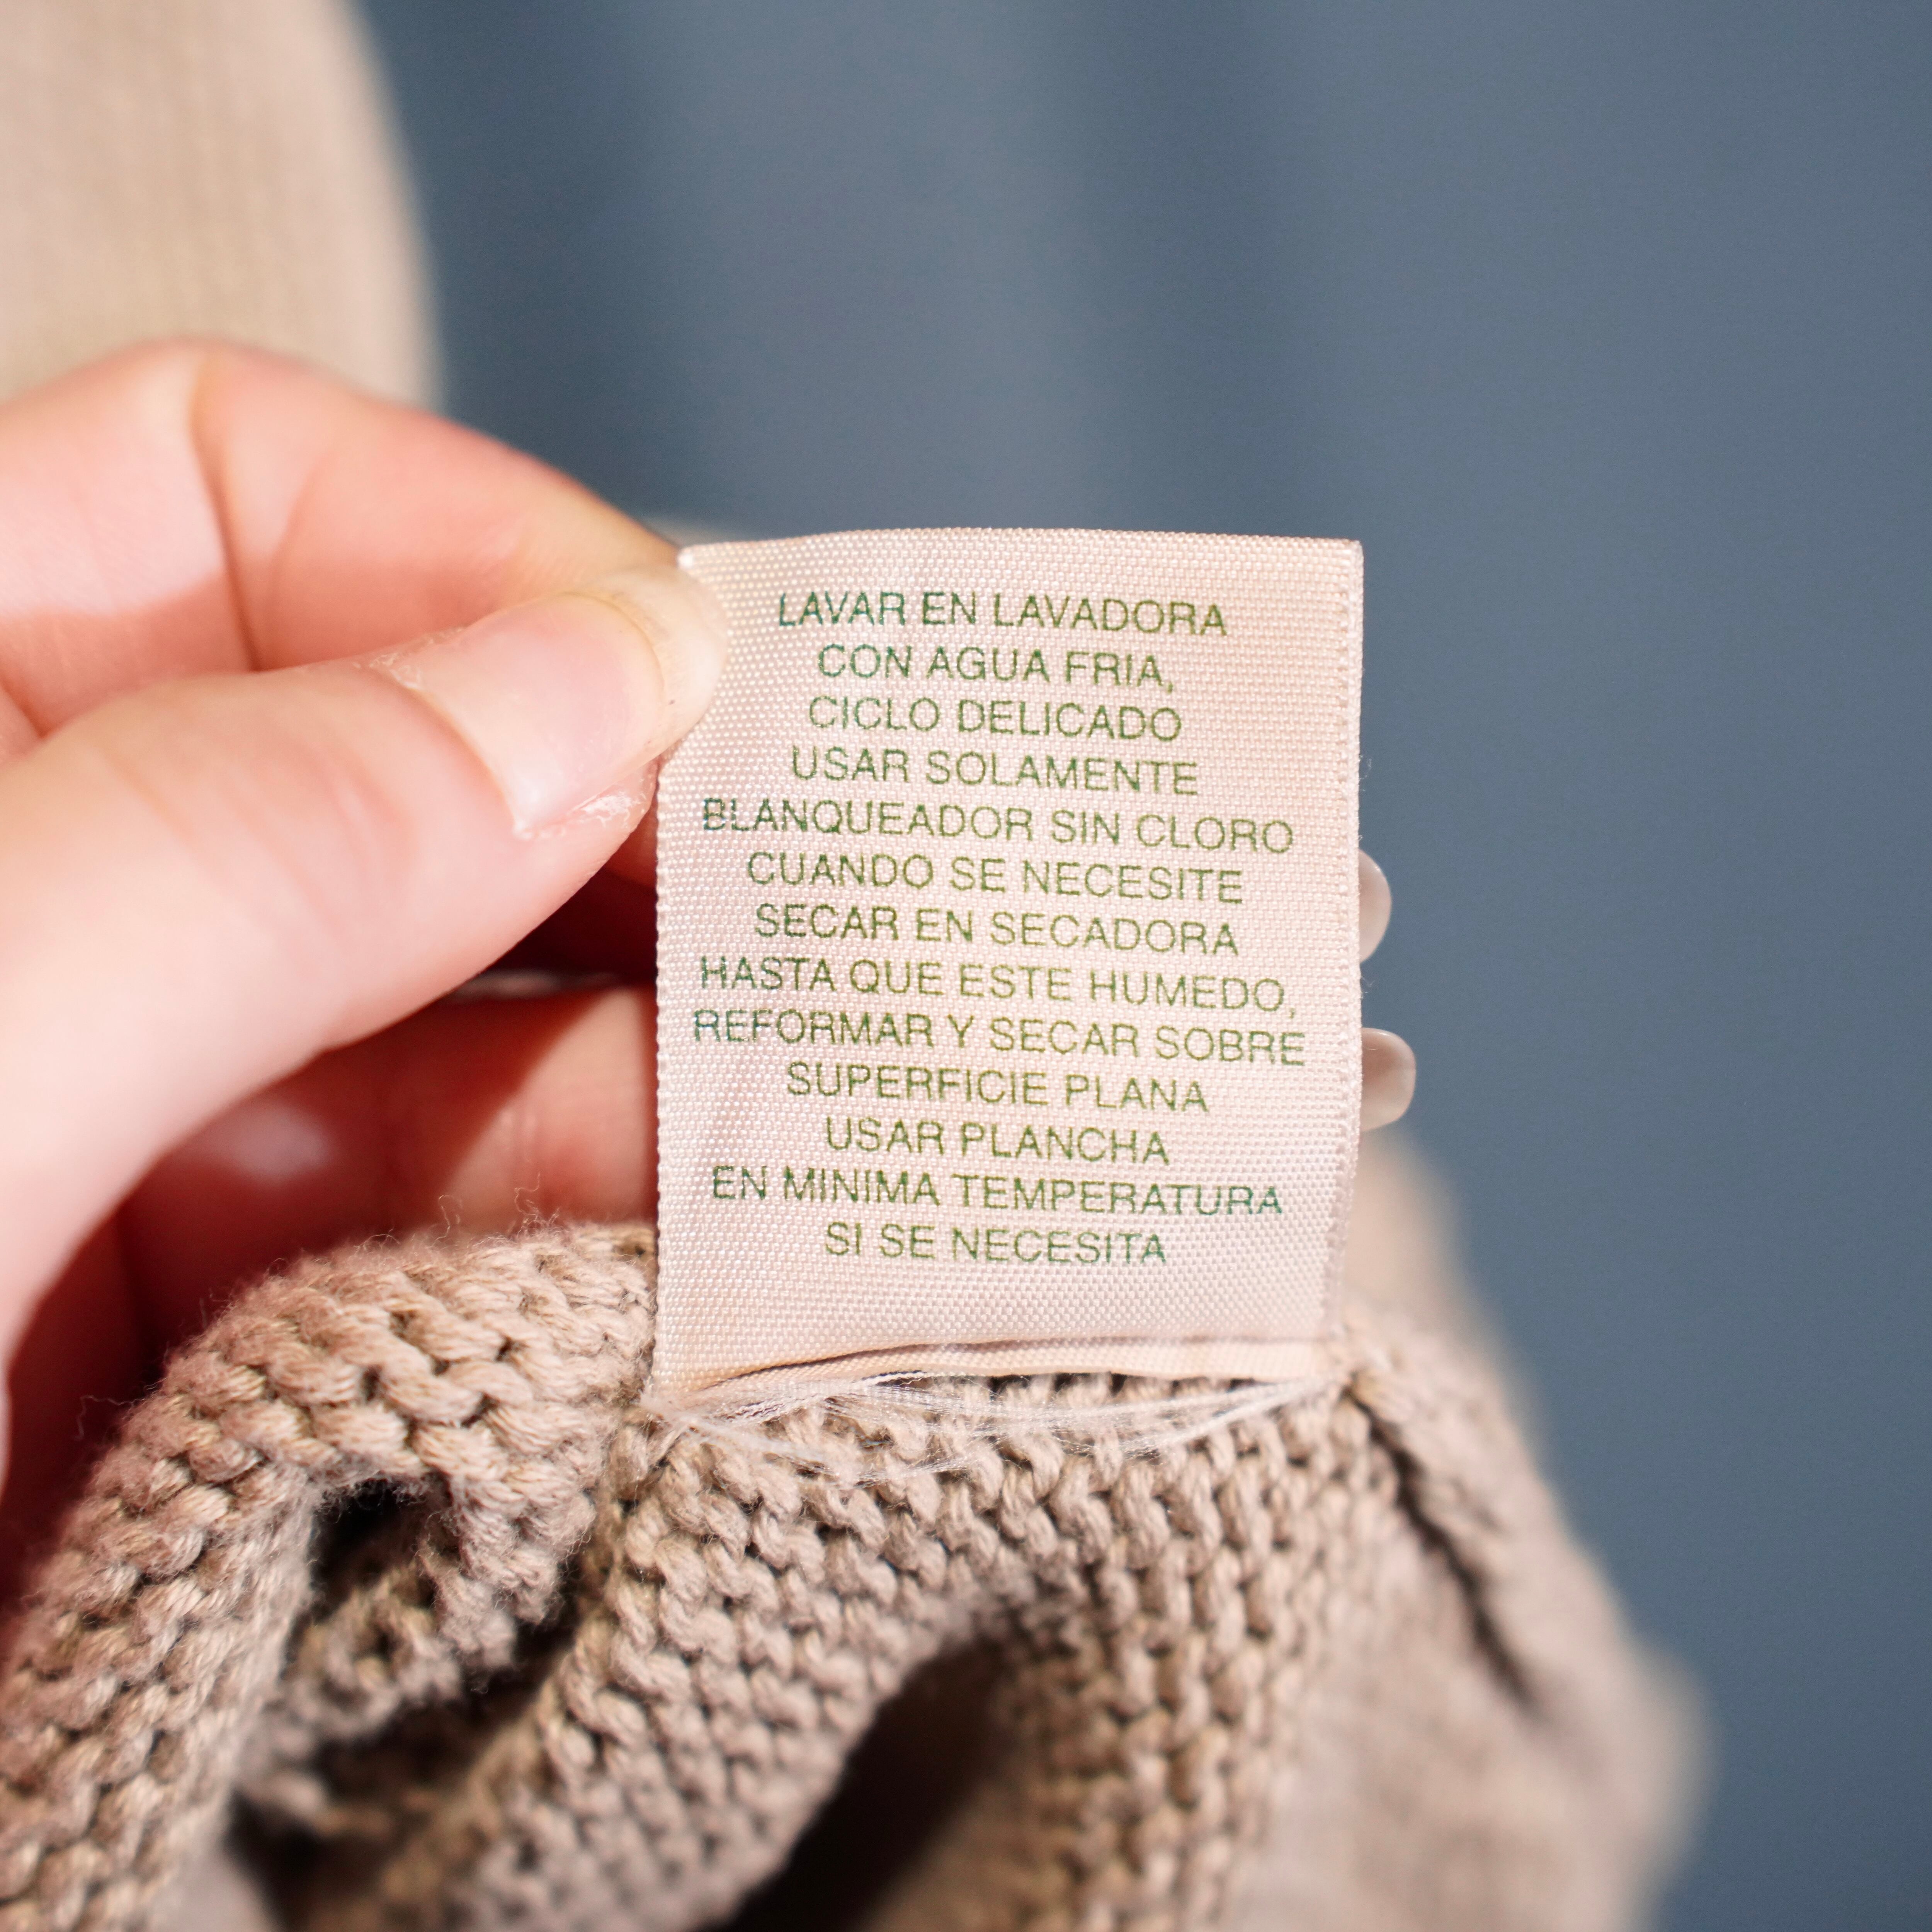 LAVAR EN LAVADORA
CON AGUA FRIA,
CICLO DELICADO
USAR SOLAMENTE
BLANQUEADOR SIN CLORO
CUANDO SE NECESITE
SECAR EN SECADORA
HASTA QUE ESTE HUMEDO,
REFORMAR Y SECAR SOBRE
SUPERFICIE PLANA
USAR PLANCHA
EN MINIMA TEMPERATURA
SI SE NECESITA